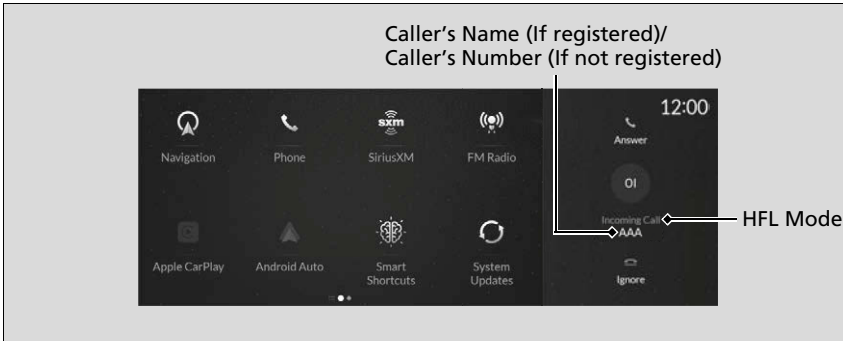 Caller's Name (If registered)/
Caller's Number (If not registered)
12:00
sxm
Navigation
Phone
SiriusXM
FM Radio
Answer
OI
Incoming Call
AAA
HFL Mode
Apple CarPlay
Android Auto
Smart
Shortcuts
System
Updates
Ignore